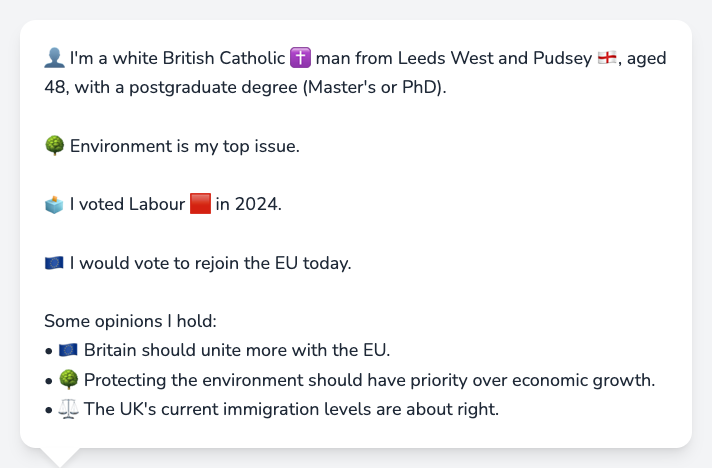 👤 I'm a white British Catholic ✝️ man from Leeds West and Pudsey 🏴󠁧󠁢󠁥󠁮󠁧󠁿, aged
48, with a postgraduate degree (Master's or PhD).
🌳 Environment is my top issue.
🗳️ I voted Labour 🟥 in 2024.
🇪🇺 I would vote to rejoin the EU today.
Some opinions I hold:
• 🇪🇺 Britain should unite more with the EU.
• 🌳 Protecting the environment should have priority over economic growth.
• ⚖️ The UK's current immigration levels are about right.